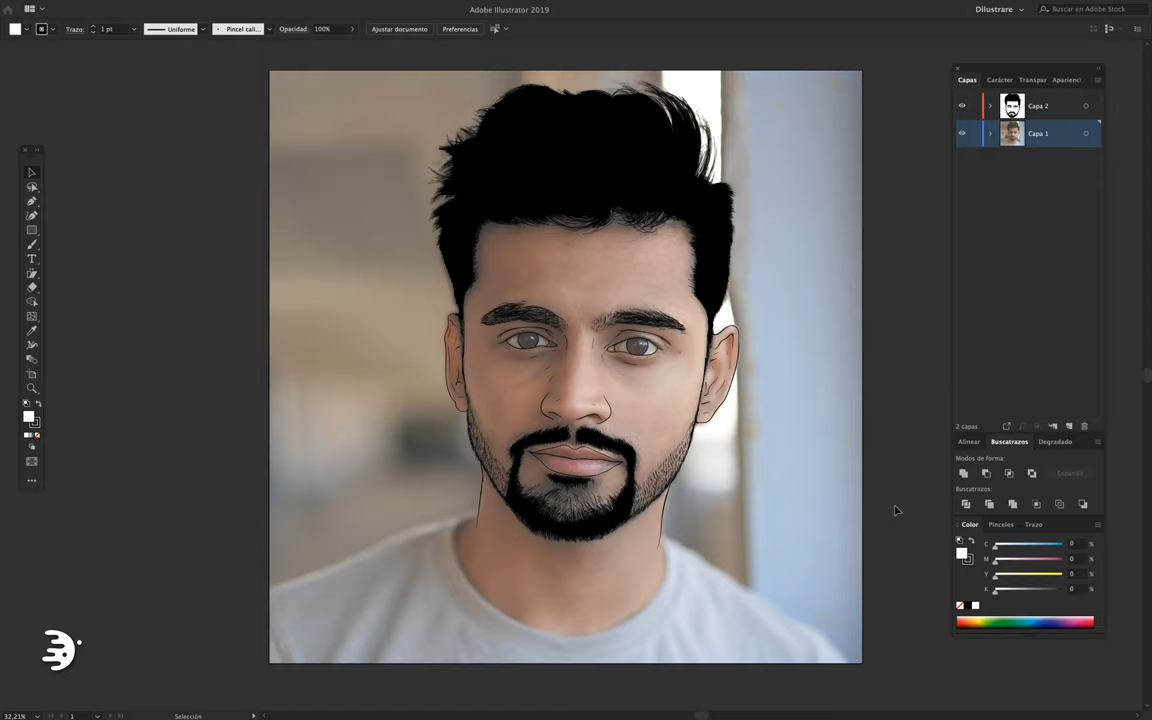 Adobe Illustrator 2019
Dilustrare
Buscar en Adobe Stock
Trazo:
1 pt
Uniforme
Pincel cali...
Opacidad:
100%
Ajustar documento
Preferencias
Capas
Carácter
Transpar
Aparienc
Capa 2
Capa 1
2 capas
Alinear
Buscatrazos
Degradado
Modos de forma:
Expandir
Buscatrazos:
Color
Pinceles
Trazo
C 0 %
M 0 %
Y 0 %
K 0 %
32,21%
1
Selección